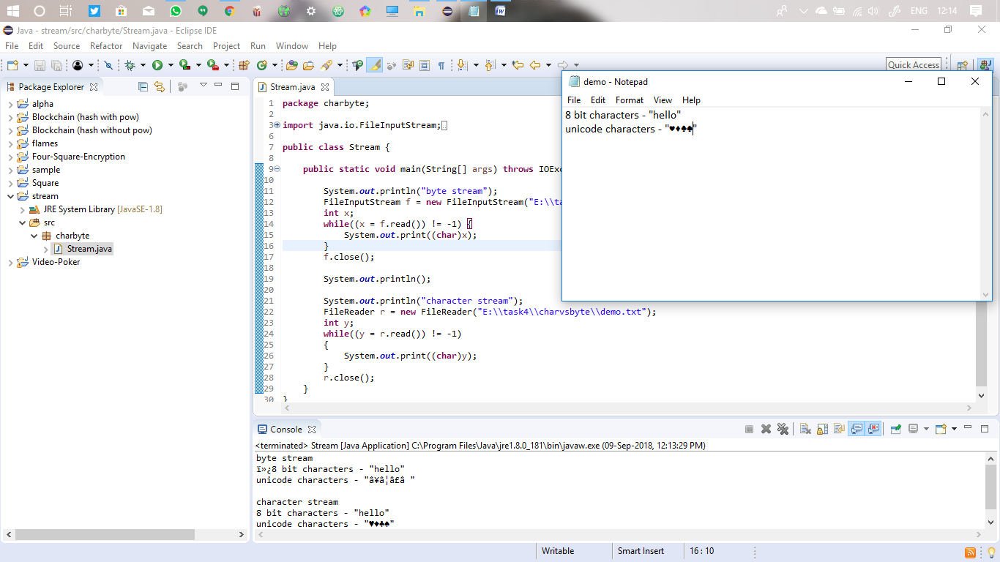 ENG 12:14
Java - stream/src/charbyte/Stream.java - Eclipse IDE
File Edit Source Refactor Navigate Search Project Run Window Help
Quick Access
Package Explorer
alpha
Blockchain (hash with pow)
Blockchain (hash without pow)
flames
Four-Square-Encryption
sample
Square
stream
JRE System Library [JavaSE-1.8]
src
charbyte
Stream.java
Video-Poker
Stream.java
1 package charbyte;
2
3 import java.io.FileInputStream;
6
7 public class Stream {
8
9 public static void main(String[] args) throws IOExc
10
11 System.out.println("byte stream");
12 FileInputStream f = new FileInputStream("E:\\ta
13 int x;
14 while((x = f.read()) != -1) {
15 System.out.print((char)x);
16 }
17 f.close();
18
19 System.out.println();
20
21 System.out.println("character stream");
22 FileReader r = new FileReader("E:\\task4\\charvsbyte\\demo.txt");
23 int y;
24 while((y = r.read()) != -1)
25 {
26 System.out.print((char)y);
27 }
28 r.close();
29 }
30 }
demo - Notepad
File Edit Format View Help
8 bit characters - "hello"
unicode characters - "♥♦♣♠"
Console
<terminated> Stream [Java Application] C:\Program Files\Java\jre1.8.0_181\bin\javaw.exe (09-Sep-2018, 12:13:29 PM)
byte stream
ï»¿8 bit characters - "hello"
unicode characters - "â¥â¦â£â "
character stream
8 bit characters - "hello"
unicode characters - "♥♦♣♠"
Writable Smart Insert 16 : 10